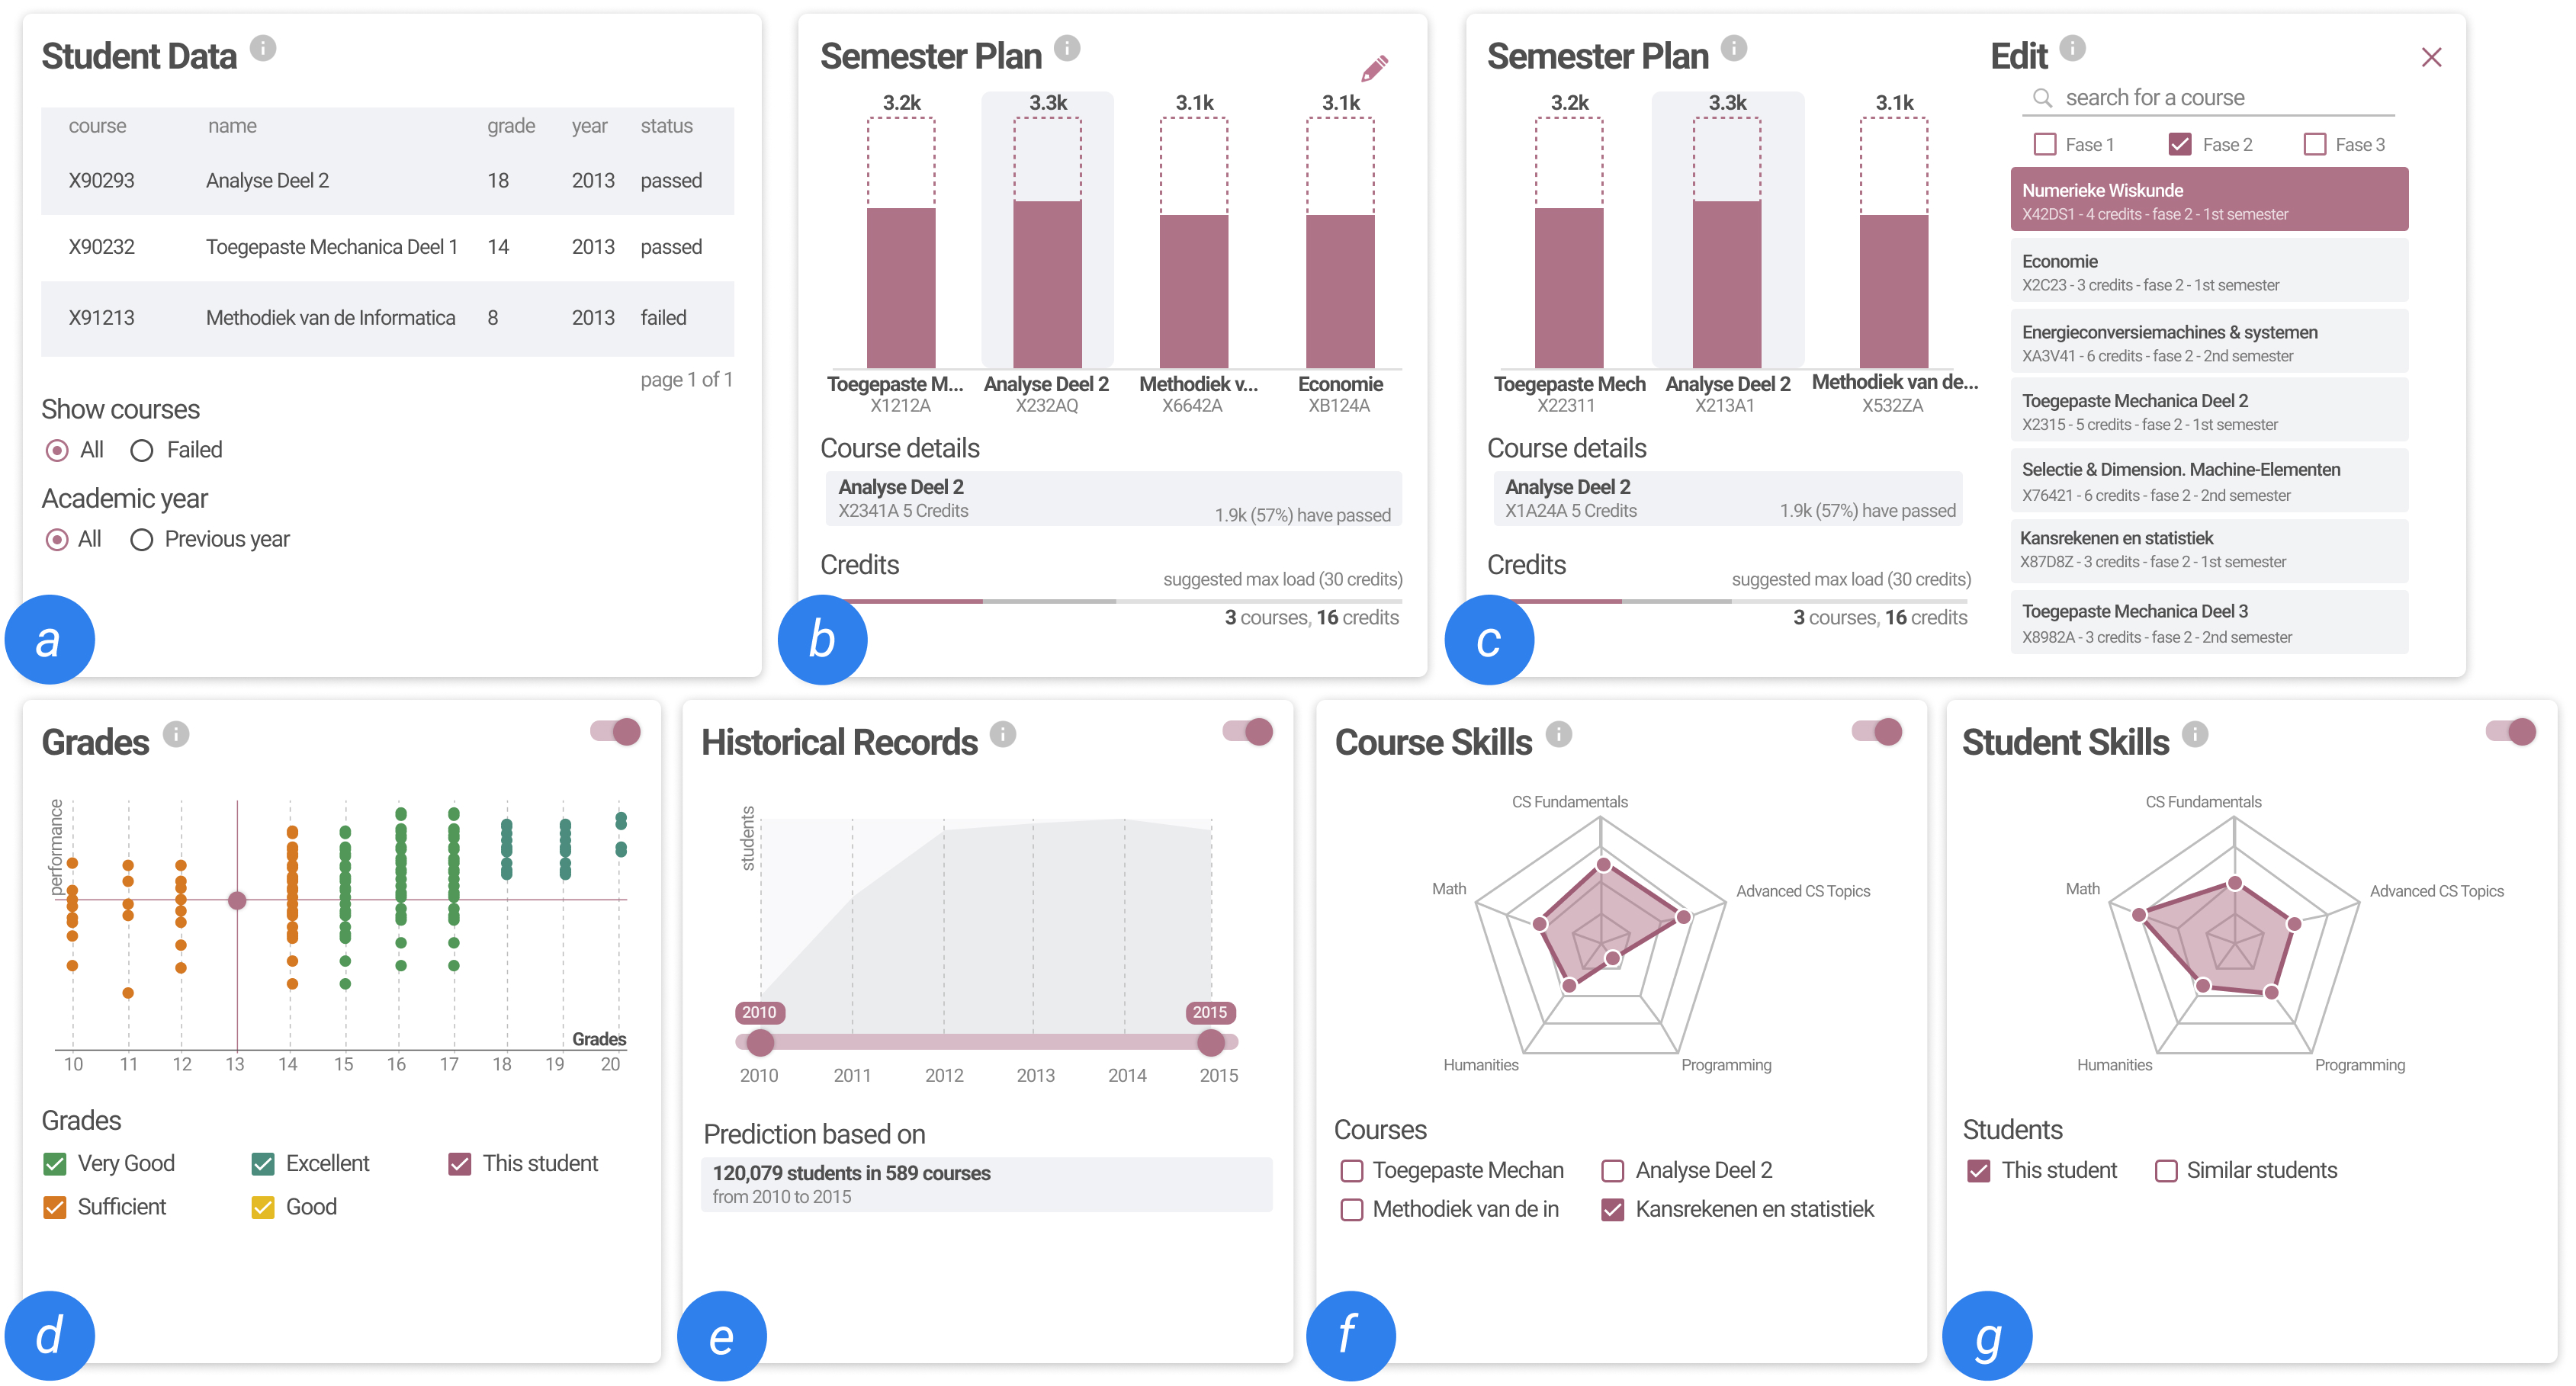 Student Data i
course name grade year status
X90293 Analyse Deel 2 18 2013 passed
X90232 Toegepaste Mechanica Deel 1 14 2013 passed
X91213 Methodiek van de Informatica 8 2013 failed
page 1 of 1
Show courses
All Failed
Academic year
All Previous year
a
Semester Plan i
3.2k 3.3k 3.1k 3.1k
Toegepaste M... Analyse Deel 2 Methodiek v... Economie
X1212A X232AQ X6642A XB124A
Course details
Analyse Deel 2
X2341A 5 Credits 1.9k (57%) have passed
Credits
suggested max load (30 credits)
3 courses, 16 credits
b
Semester Plan i
3.2k 3.3k 3.1k
Toegepaste Mech Analyse Deel 2 Methodiek van de...
X22311 X213A1 X532ZA
Course details
Analyse Deel 2
X1A24A 5 Credits 1.9k (57%) have passed
Credits
suggested max load (30 credits)
3 courses, 16 credits
Edit i
search for a course
Fase 1 Fase 2 Fase 3
Numerieke Wiskunde
X42DS1 - 4 credits - fase 2 - 1st semester
Economie
X2C23 - 3 credits - fase 2 - 1st semester
Energieconversiemachines & systemen
XA3V41 - 6 credits - fase 2 - 2nd semester
Toegepaste Mechanica Deel 2
X2315 - 5 credits - fase 2 - 1st semester
Selectie & Dimension. Machine-Elementen
X76421 - 6 credits - fase 2 - 2nd semester
Kansrekenen en statistiek
X87D8Z - 3 credits - fase 2 - 1st semester
Toegepaste Mechanica Deel 3
X8982A - 3 credits - fase 2 - 2nd semester
c
Grades i
performance
Grades
10 11 12 13 14 15 16 17 18 19 20
Grades
Very Good Excellent This student
Sufficient Good
d
Historical Records i
students
2010 2015
2010 2011 2012 2013 2014 2015
Prediction based on
120,079 students in 589 courses
from 2010 to 2015
e
Course Skills i
CS Fundamentals
Math Advanced CS Topics
Humanities Programming
Courses
Toegepaste Mechan Analyse Deel 2
Methodiek van de in Kansrekenen en statistiek
f
Student Skills i
CS Fundamentals
Math Advanced CS Topics
Humanities Programming
Students
This student Similar students
g